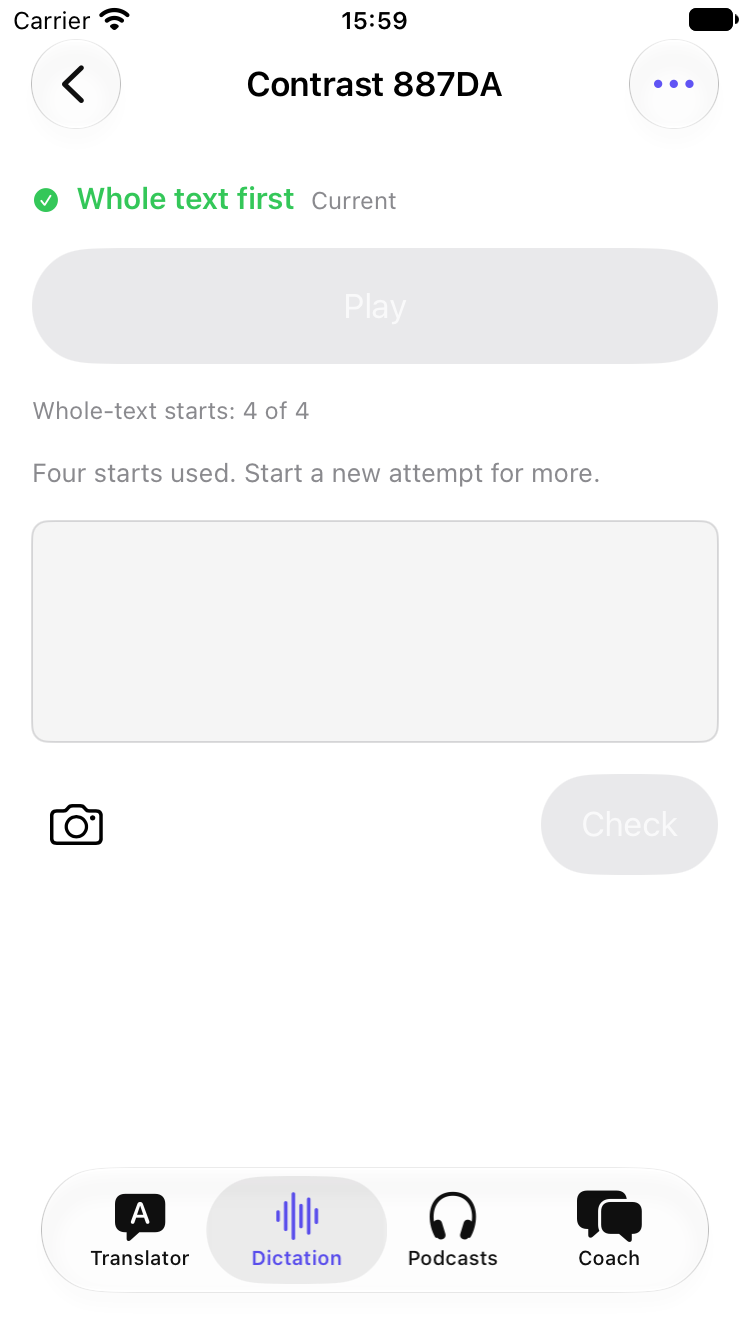 Carrier 15:59
Contrast 887DA
Whole text first Current
Play
Whole-text starts: 4 of 4
Four starts used. Start a new attempt for more.
Check
A
Translator Dictation Podcasts Coach